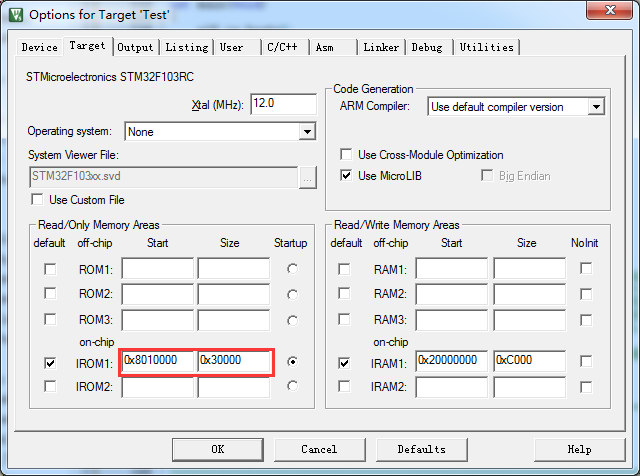 Options for Target 'Test'
Device Target Output Listing User C/C++ Asm Linker Debug Utilities
STMicroelectronics STM32F103RC
Xtal (MHz): 12.0
Operating system: None
System Viewer File:
STM32F103xx.svd ...
Use Custom File
Code Generation
ARM Compiler: Use default compiler version
Use Cross-Module Optimization
Use MicroLIB Big Endian
Read/Only Memory Areas
default off-chip Start Size Startup
ROM1:
ROM2:
ROM3:
on-chip
IROM1: 0x8010000 0x30000
IROM2:
Read/Write Memory Areas
default off-chip Start Size NoInit
RAM1:
RAM2:
RAM3:
on-chip
IRAM1: 0x20000000 0xC000
IRAM2:
OK Cancel Defaults Help